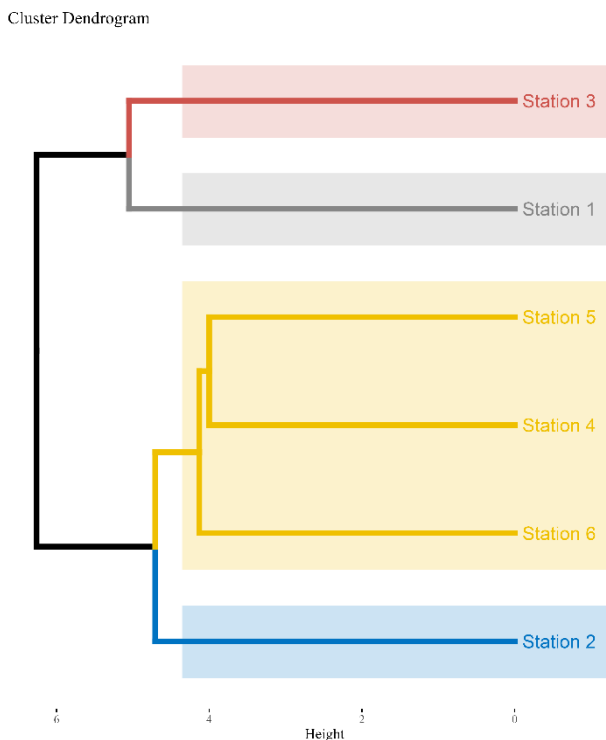 Cluster Dendrogram
Station 3
Station 1
Station 5
Station 4
Station 6
Station 2
6 4 2 0
Height